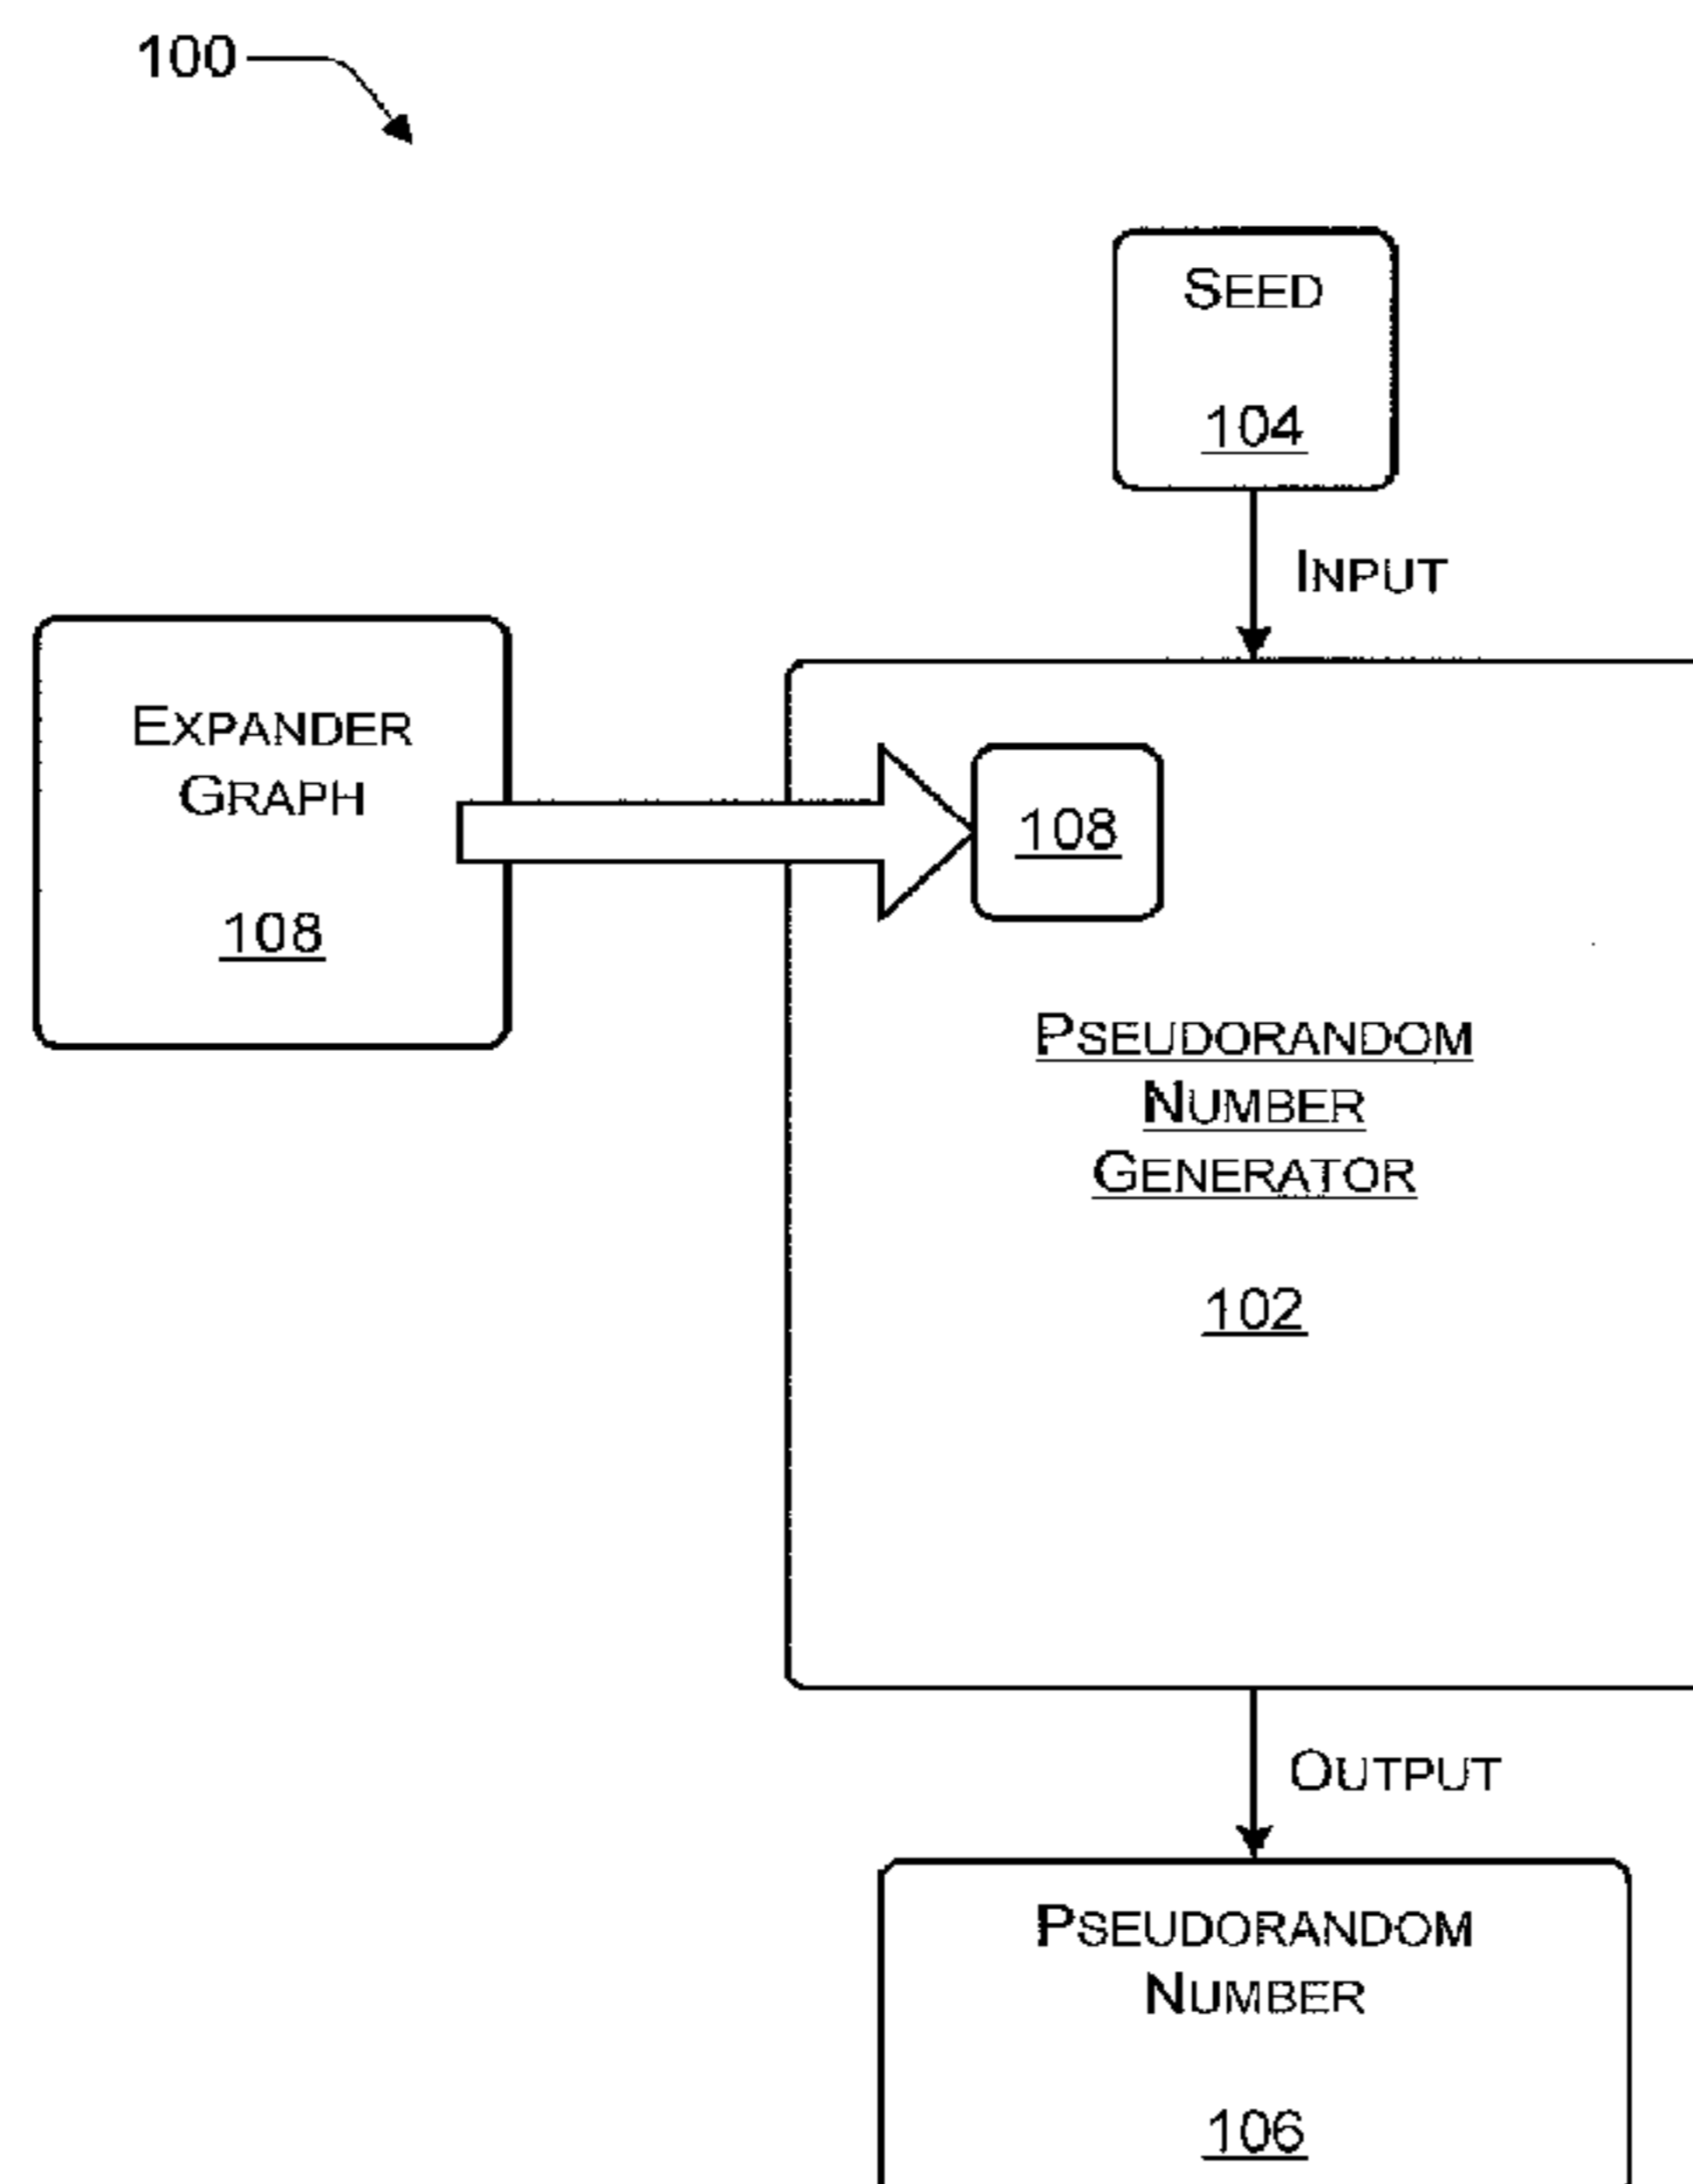 100
SEED
104
INPUT
EXPANDER
GRAPH
108
108
PSEUDORANDOM
NUMBER
GENERATOR
102
OUTPUT
PSEUDORANDOM
NUMBER
106